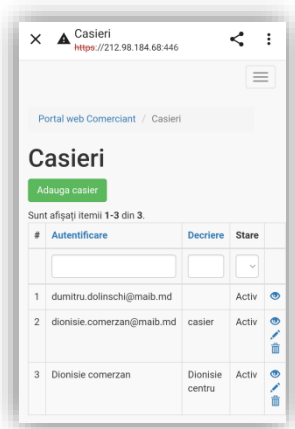 Casieri
https://212.98.184.68:446
Portal web Comerciant / Casieri
Casieri
Adauga casier
Sunt afișați itemii 1-3 din 3.
# Autentificare Decriere Stare
1 dumitru.dolinschi@maib.md Activ
2 dionisie.comerzan@maib.md casier Activ
3 Dionisie comerzan Dionisie Activ
centru